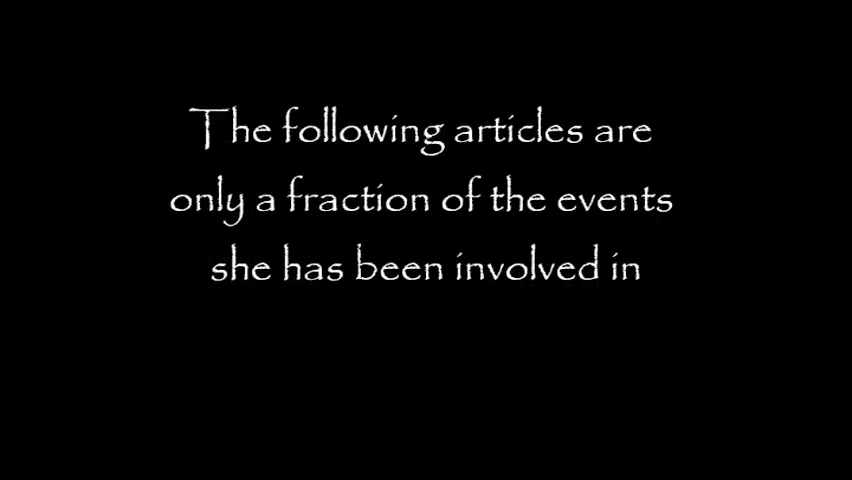 The following articles are
only a fraction of the events
she has been involved in